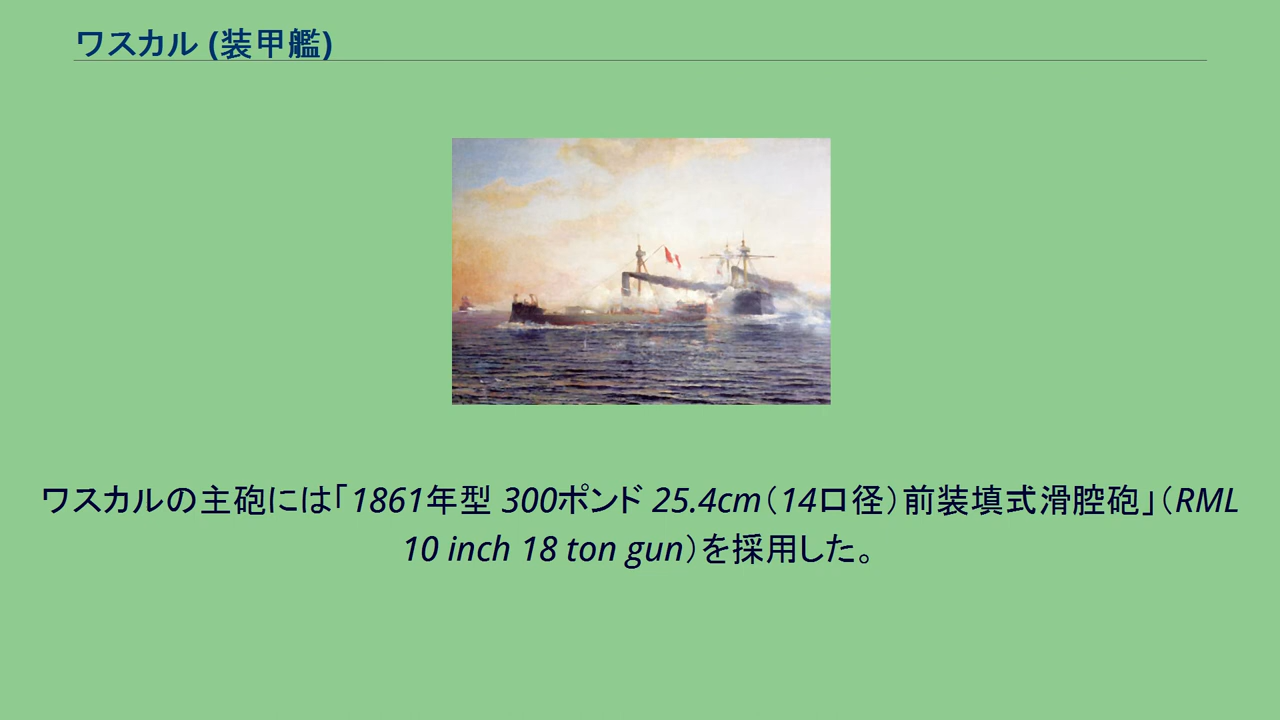 ワスカル (装甲艦)
ワスカルの主砲には「1861年型 300ポンド 25.4cm（14口径）前装填式滑腔砲」（RML
10 inch 18 ton gun）を採用した。